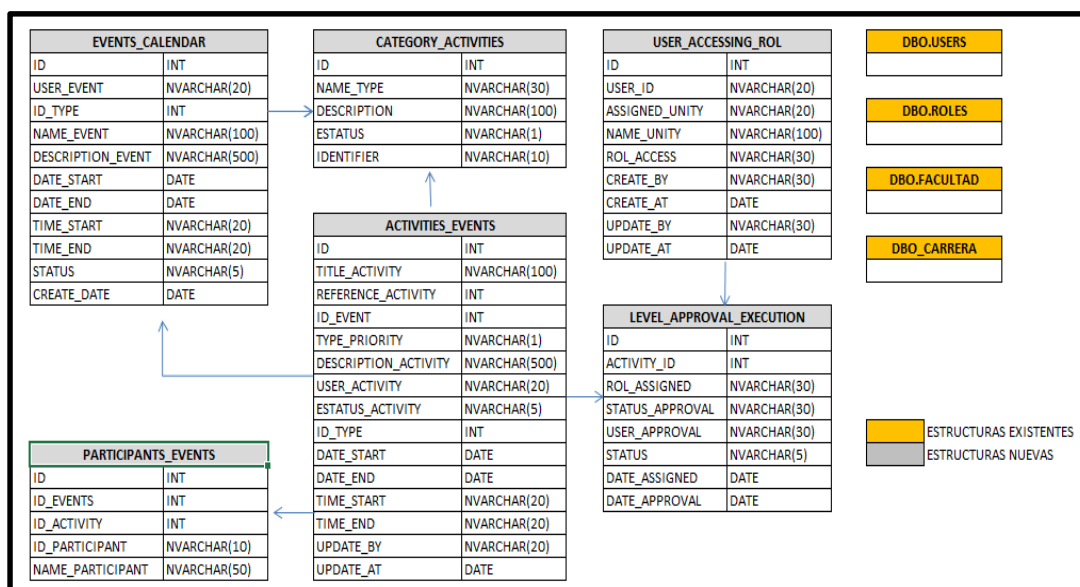 EVENTS_CALENDAR
ID INT
USER_EVENT NVARCHAR(20)
ID_TYPE INT
NAME_EVENT NVARCHAR(100)
DESCRIPTION_EVENT NVARCHAR(500)
DATE_START DATE
DATE_END DATE
TIME_START NVARCHAR(20)
TIME_END NVARCHAR(20)
STATUS NVARCHAR(5)
CREATE_DATE DATE
CATEGORY_ACTIVITIES
ID INT
NAME_TYPE NVARCHAR(30)
DESCRIPTION NVARCHAR(100)
ESTATUS NVARCHAR(1)
IDENTIFIER NVARCHAR(10)
USER_ACCESSING_ROL
ID INT
USER_ID NVARCHAR(20)
ASSIGNED_UNITY NVARCHAR(20)
NAME_UNITY NVARCHAR(100)
ROL_ACCESS NVARCHAR(30)
CREATE_BY NVARCHAR(30)
CREATE_AT DATE
UPDATE_BY NVARCHAR(30)
UPDATE_AT DATE
DBO.USERS
DBO.ROLES
DBO.FACULTAD
DBO_CARRERA
ACTIVITIES_EVENTS
ID INT
TITLE_ACTIVITY NVARCHAR(100)
REFERENCE_ACTIVITY INT
ID_EVENT INT
TYPE_PRIORITY NVARCHAR(1)
DESCRIPTION_ACTIVITY NVARCHAR(500)
USER_ACTIVITY NVARCHAR(20)
ESTATUS_ACTIVITY NVARCHAR(5)
ID_TYPE INT
DATE_START DATE
DATE_END DATE
TIME_START NVARCHAR(20)
TIME_END NVARCHAR(20)
UPDATE_BY NVARCHAR(20)
UPDATE_AT DATE
LEVEL_APPROVAL_EXECUTION
ID INT
ACTIVITY_ID INT
ROL_ASSIGNED NVARCHAR(30)
STATUS_APPROVAL NVARCHAR(30)
USER_APPROVAL NVARCHAR(30)
STATUS NVARCHAR(5)
DATE_ASSIGNED DATE
DATE_APPROVAL DATE
PARTICIPANTS_EVENTS
ID INT
ID_EVENTS INT
ID_ACTIVITY INT
ID_PARTICIPANT NVARCHAR(10)
NAME_PARTICIPANT NVARCHAR(50)
ESTRUCTURAS EXISTENTES
ESTRUCTURAS NUEVAS